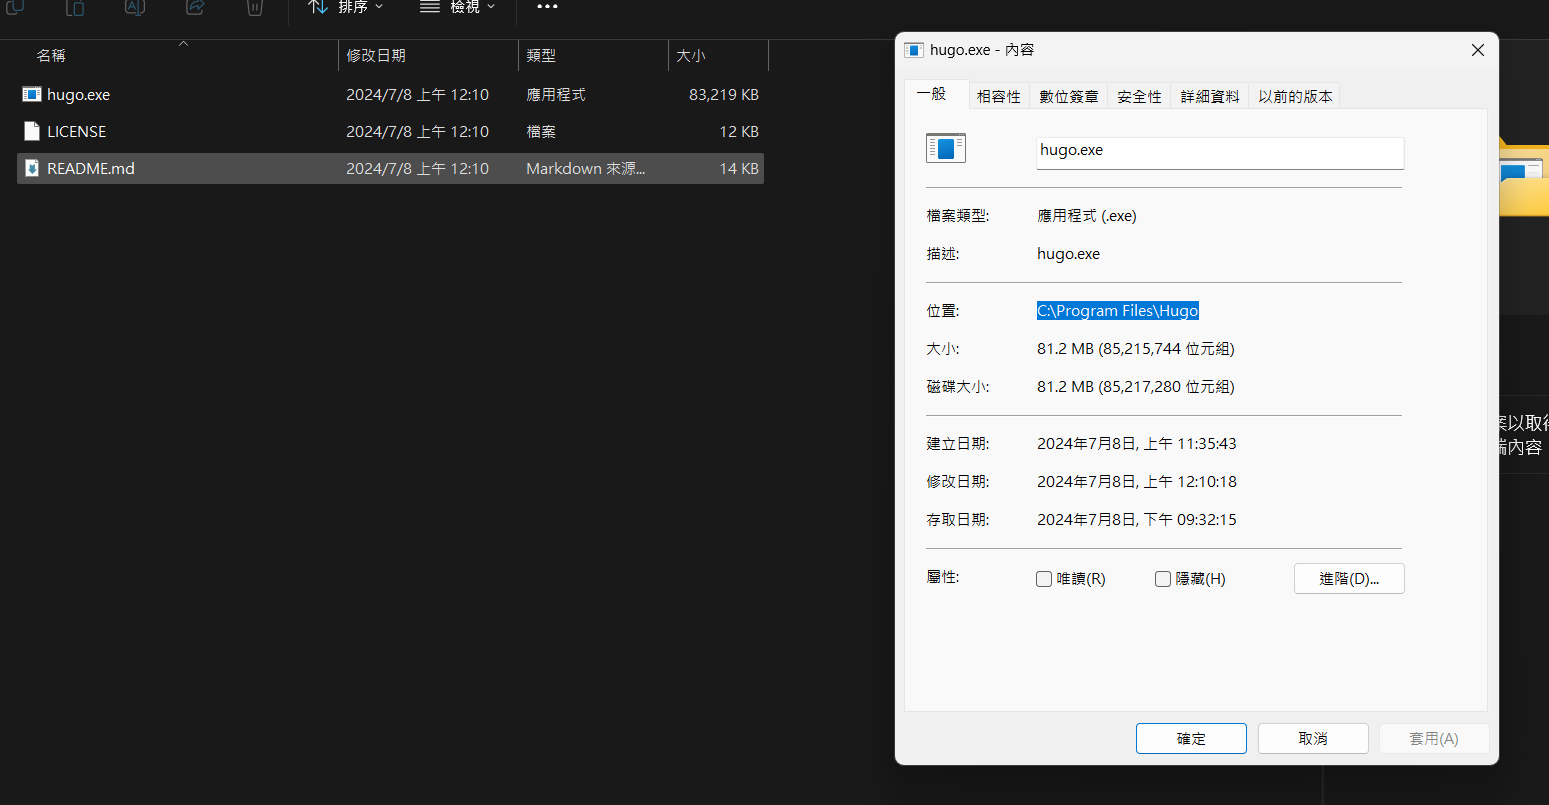 排序 檢視
名稱 修改日期 類型 大小
hugo.exe 2024/7/8 上午 12:10 應用程式 83,219 KB
LICENSE 2024/7/8 上午 12:10 檔案 12 KB
README.md 2024/7/8 上午 12:10 Markdown 來源... 14 KB
hugo.exe - 內容
一般 相容性 數位簽章 安全性 詳細資料 以前的版本
hugo.exe
檔案類型: 應用程式 (.exe)
描述: hugo.exe
位置: C:\Program Files\Hugo
大小: 81.2 MB (85,215,744 位元組)
磁碟大小: 81.2 MB (85,217,280 位元組)
建立日期: 2024年7月8日, 上午 11:35:43
修改日期: 2024年7月8日, 上午 12:10:18
存取日期: 2024年7月8日, 下午 09:32:15
屬性: 唯讀(R) 隱藏(H) 進階(D)...
確定 取消 套用(A)
案以取得
端內容